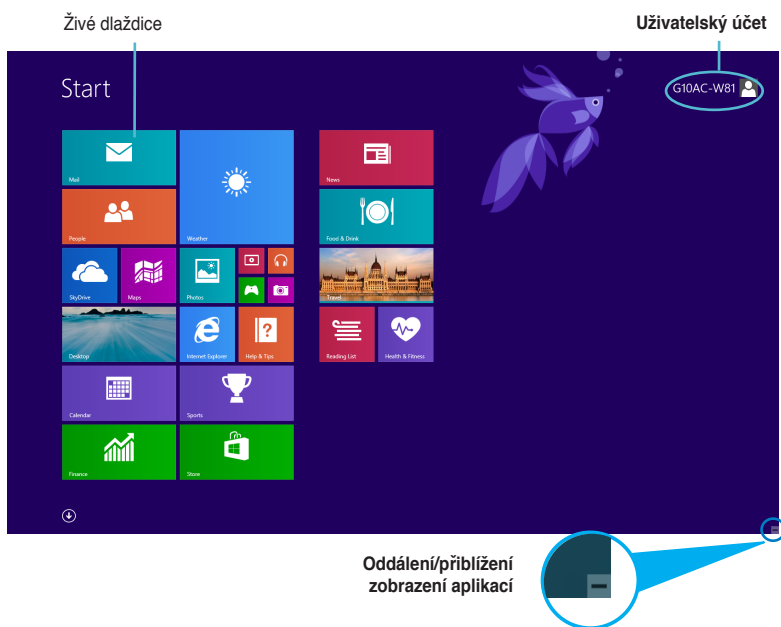 Živé dlaždice
Uživatelský účet
Start
G10AC-W81
Mail
Weather
News
People
Food & Drink
SkyDrive
Maps
Photos
Travel
Desktop
Internet Explorer
Help & Tips
Reading List
Health & Fitness
Calendar
Sports
Finance
Store
Oddálení/přiblížení
zobrazení aplikací